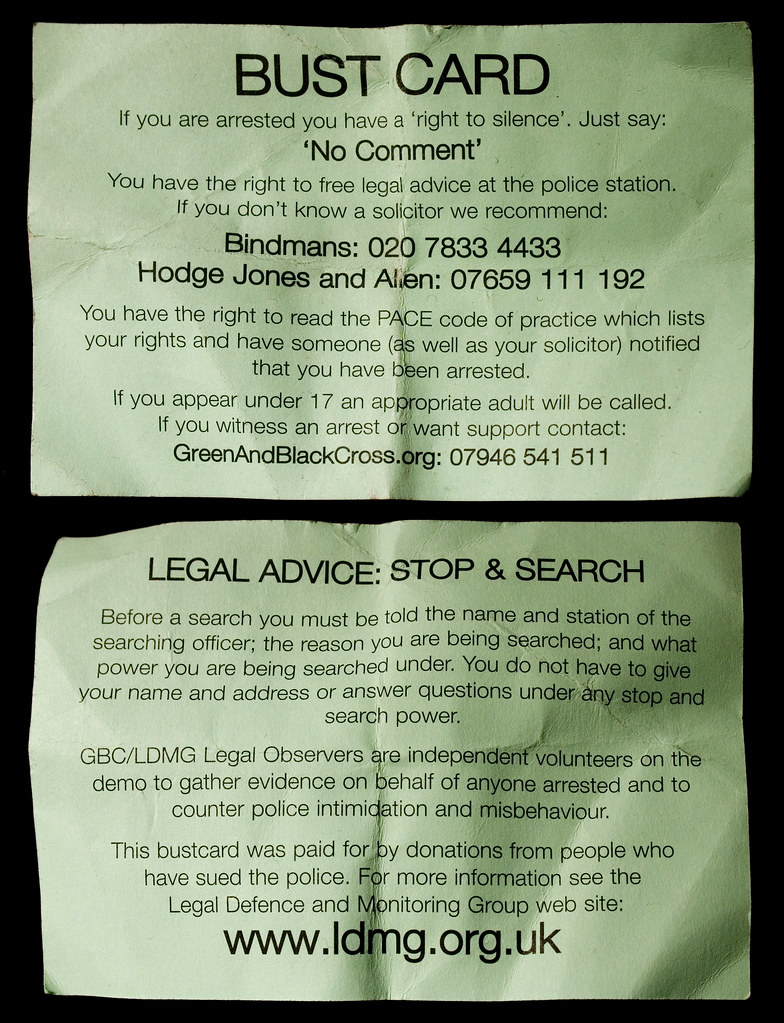 BUST CARD
If you are arrested you have a 'right to silence'. Just say:
'No Comment'
You have the right to free legal advice at the police station.
If you don't know a solicitor we recommend:
Bindmans: 020 7833 4433
Hodge Jones and Allen: 07659 111 192
You have the right to read the PACE code of practice which lists
your rights and have someone (as well as your solicitor) notified
that you have been arrested.
If you appear under 17 an appropriate adult will be called.
If you witness an arrest or want support contact:
GreenAndBlackCross.org: 07946 541 511
LEGAL ADVICE: STOP & SEARCH
Before a search you must be told the name and station of the
searching officer; the reason you are being searched; and what
power you are being searched under. You do not have to give
your name and address or answer questions under any stop and
search power.
GBC/LDMG Legal Observers are independent volunteers on the
demo to gather evidence on behalf of anyone arrested and to
counter police intimidation and misbehaviour.
This bustcard was paid for by donations from people who
have sued the police. For more information see the
Legal Defence and Monitoring Group web site:
www.ldmg.org.uk